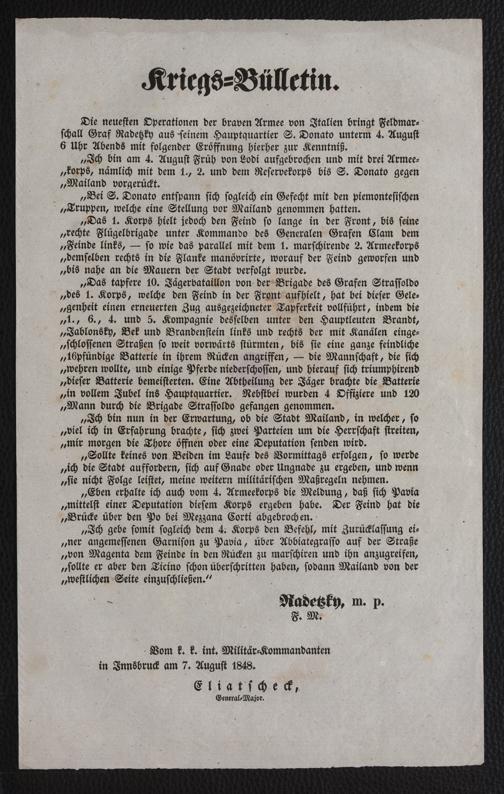 Kriegs=Bülletin.
Die neuesten Operationen der braven Armee von Italien bringt Feldmar-
schall Graf Radetzky aus seinem Hauptquartier S. Donato unterm 4. August
6 Uhr Abends mit folgender Eröffnung hierher zur Kenntniß.
„Ich bin am 4. August Früh von Lodi aufgebrochen und mit drei Armee-
„korps, nämlich mit dem 1., 2. und dem Reservekorps bis S. Donato gegen
„Mailand vorgerückt.
„Bei S. Donato entspann sich sogleich ein Gefecht mit den piemontesischen
„Truppen, welche eine Stellung vor Mailand genommen hatten.
„Das 1. Korps hielt jedoch den Feind so lange in der Front, bis seine
„rechte Flügelbrigade unter Kommando des Generalen Grafen Clam dem
„Feinde links, — so wie das parallel mit dem 1. marschirende 2. Armeekorps
„demselben rechts in die Flanke manövrirte, worauf der Feind geworfen und
„bis nahe an die Mauern der Stadt verfolgt wurde.
„Das tapfere 10. Jägerbataillon von der Brigade des Grafen Strassoldo
„des 1. Korps, welche den Feind in der Front aufhielt, hat bei dieser Gele-
„genheit einen erneuerten Zug ausgezeichneter Tapferkeit vollführt, indem die
„1., 6., 4. und 5. Kompagnie desselben unter den Hauptleuten Brandt,
„Jablonsky, Bek und Brandenstein links und rechts der mit Kanälen einge-
„schlossenen Straßen so weit vorwärts stürmten, bis sie eine ganze feindliche
„16pfündige Batterie in ihrem Rücken angriffen, — die Mannschaft, die sich
„wehren wollte, und einige Pferde niederschossen, und hierauf sich triumphirend
„dieser Batterie bemeisterten. Eine Abtheilung der Jäger brachte die Batterie
„in vollem Jubel ins Hauptquartier. Nebstbei wurden 4 Offiziere und 120
„Mann durch die Brigade Strassoldo gefangen genommen.
„Ich bin nun in der Erwartung, ob die Stadt Mailand, in welcher, so
„viel ich in Erfahrung brachte, sich zwei Parteien um die Herrschaft streiten,
„mir morgen die Thore öffnen oder eine Deputation senden wird.
„Sollte keines von Beiden im Laufe des Vormittags erfolgen, so werde
„ich die Stadt auffordern, sich auf Gnade oder Ungnade zu ergeben, und wenn
„sie nicht Folge leistet, meine weitern militärischen Maßregeln nehmen.
„Eben erhalte ich auch vom 4. Armeekorps die Meldung, daß sich Pavia
„mittelst einer Deputation diesem Korps ergeben habe. Der Feind hat die
„Brücke über den Po bei Mezzana Corti abgebrochen.
„Ich gebe somit sogleich dem 4. Korps den Befehl, mit Zurücklassung ei-
„ner angemessenen Garnison zu Pavia, über Abbiategrasso auf der Straße
„von Magenta dem Feinde in den Rücken zu marschiren und ihn anzugreifen,
„sollte er aber den Ticino schon überschritten haben, sodann Mailand von der
„westlichen Seite einzuschließen.“
Radetzky, m. p.
F. M.
Vom k. k. int. Militär-Kommandanten
in Innsbruck am 7. August 1848.
Eliatscheck,
General-Major.